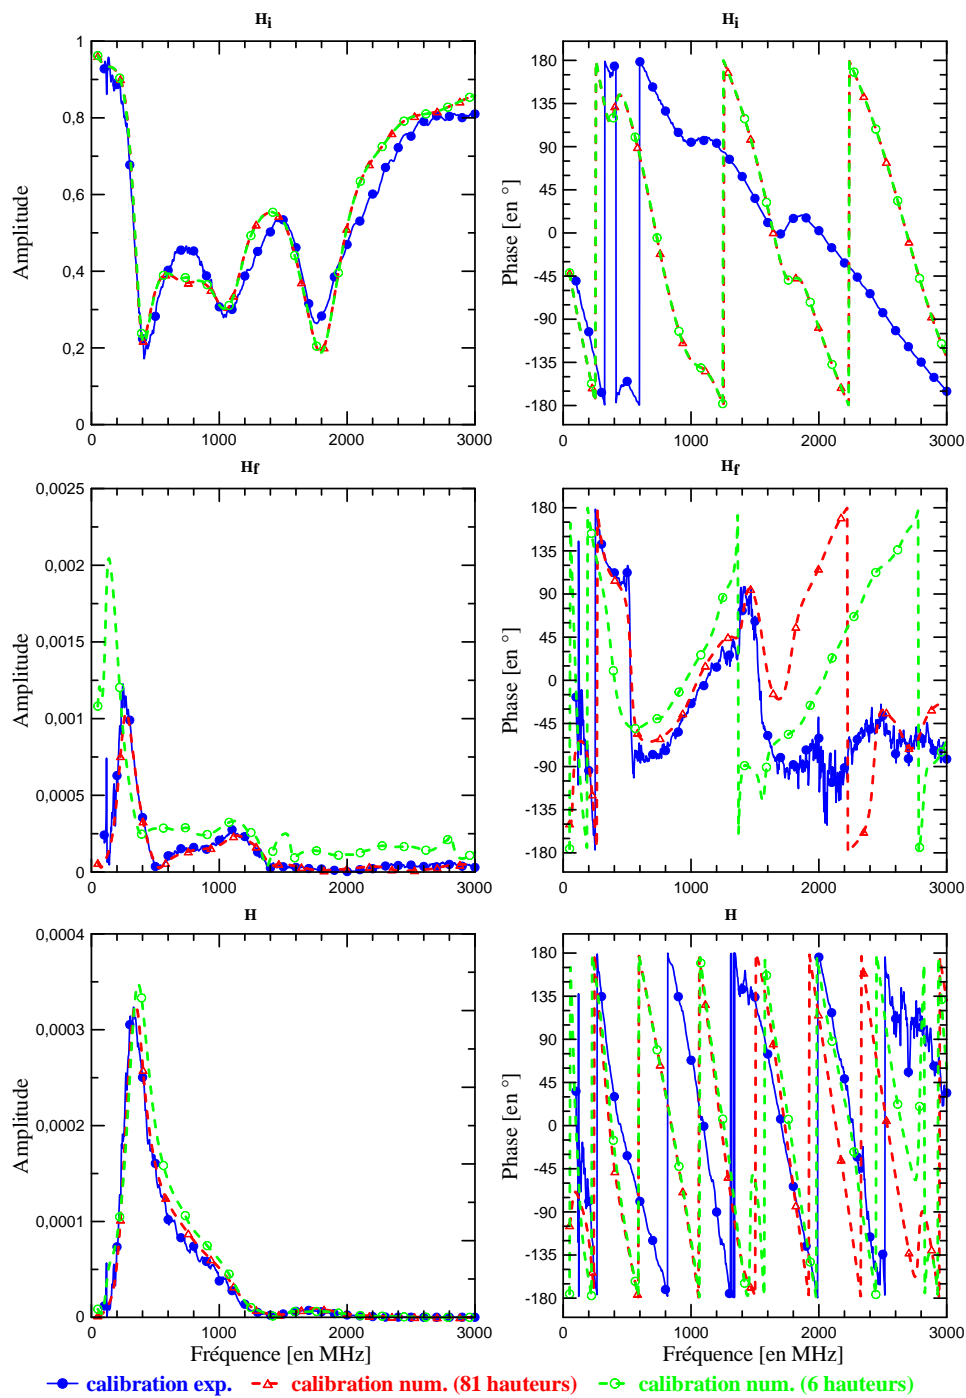 Hi
Hi
1
0,8
0,6
0,4
0,2
0
Amplitude
0 1000 2000 3000
180
135
90
45
0
-45
-90
-135
-180
Phase [en °]
0 1000 2000 3000
Hf
Hf
0,0025
0,002
0,0015
0,001
0,0005
0
Amplitude
0 1000 2000 3000
180
135
90
45
0
-45
-90
-135
-180
Phase [en °]
0 1000 2000 3000
H
H
0,0004
0,0003
0,0002
0,0001
0
Amplitude
0 1000 2000 3000
Fréquence [en MHz]
180
135
90
45
0
-45
-90
-135
-180
Phase [en °]
0 1000 2000 3000
Fréquence [en MHz]
calibration exp. calibration num. (81 hauteurs) calibration num. (6 hauteurs)